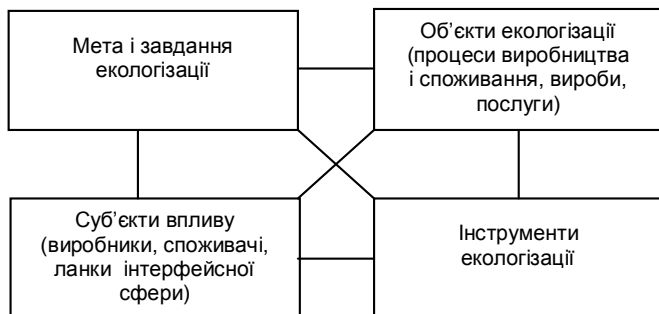 Мета і завдання
екологізації
Об’єкти екологізації
(процеси виробництва
і споживання, вироби,
послуги)
Суб’єкти впливу
(виробники, споживачі,
ланки інтерфейсної
сфери)
Інструменти
екологізації